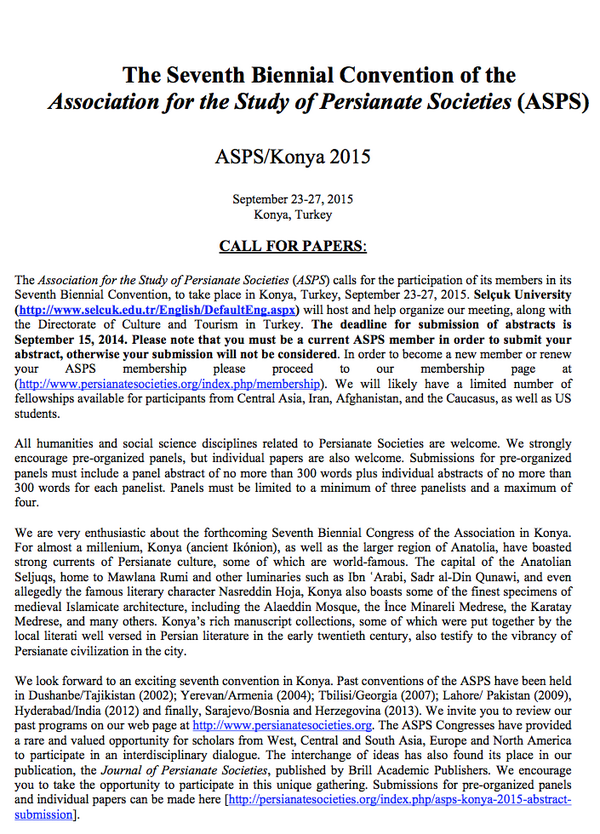 The Seventh Biennial Convention of the
Association for the Study of Persianate Societies (ASPS)
ASPS/Konya 2015
September 23-27, 2015
Konya, Turkey
CALL FOR PAPERS:
The Association for the Study of Persianate Societies (ASPS) calls for the participation of its members in its
Seventh Biennial Convention, to take place in Konya, Turkey, September 23-27, 2015. Selçuk University
(http://www.selcuk.edu.tr/English/DefaultEng.aspx) will host and help organize our meeting, along with
the Directorate of Culture and Tourism in Turkey. The deadline for submission of abstracts is
September 15, 2014. Please note that you must be a current ASPS member in order to submit your
abstract, otherwise your submission will not be considered. In order to become a new member or renew
your ASPS membership please proceed to our membership page at
(http://www.persianatesocieties.org/index.php/membership). We will likely have a limited number of
fellowships available for participants from Central Asia, Iran, Afghanistan, and the Caucasus, as well as US
students.
All humanities and social science disciplines related to Persianate Societies are welcome. We strongly
encourage pre-organized panels, but individual papers are also welcome. Submissions for pre-organized
panels must include a panel abstract of no more than 300 words plus individual abstracts of no more than
300 words for each panelist. Panels must be limited to a minimum of three panelists and a maximum of
four.
We are very enthusiastic about the forthcoming Seventh Biennial Congress of the Association in Konya.
For almost a millenium, Konya (ancient Ikónion), as well as the larger region of Anatolia, have boasted
strong currents of Persianate culture, some of which are world-famous. The capital of the Anatolian
Seljuqs, home to Mawlana Rumi and other luminaries such as Ibn ʿArabi, Sadr al-Din Qunawi, and even
allegedly the famous literary character Nasreddin Hoja, Konya also boasts some of the finest specimens of
medieval Islamicate architecture, including the Alaeddin Mosque, the İnce Minareli Medrese, the Karatay
Medrese, and many others. Konya's rich manuscript collections, some of which were put together by the
local literati well versed in Persian literature in the early twentieth century, also testify to the vibrancy of
Persianate civilization in the city.
We look forward to an exciting seventh convention in Konya. Past conventions of the ASPS have been held
in Dushanbe/Tajikistan (2002); Yerevan/Armenia (2004); Tbilisi/Georgia (2007); Lahore/ Pakistan (2009),
Hyderabad/India (2012) and finally, Sarajevo/Bosnia and Herzegovina (2013). We invite you to review our
past programs on our web page at http://www.persianatesocieties.org. The ASPS Congresses have provided
a rare and valued opportunity for scholars from West, Central and South Asia, Europe and North America
to participate in an interdisciplinary dialogue. The interchange of ideas has also found its place in our
publication, the Journal of Persianate Societies, published by Brill Academic Publishers. We encourage
you to take the opportunity to participate in this unique gathering. Submissions for pre-organized panels
and individual papers can be made here [http://persianatesocieties.org/index.php/asps-konya-2015-abstract-
submission].